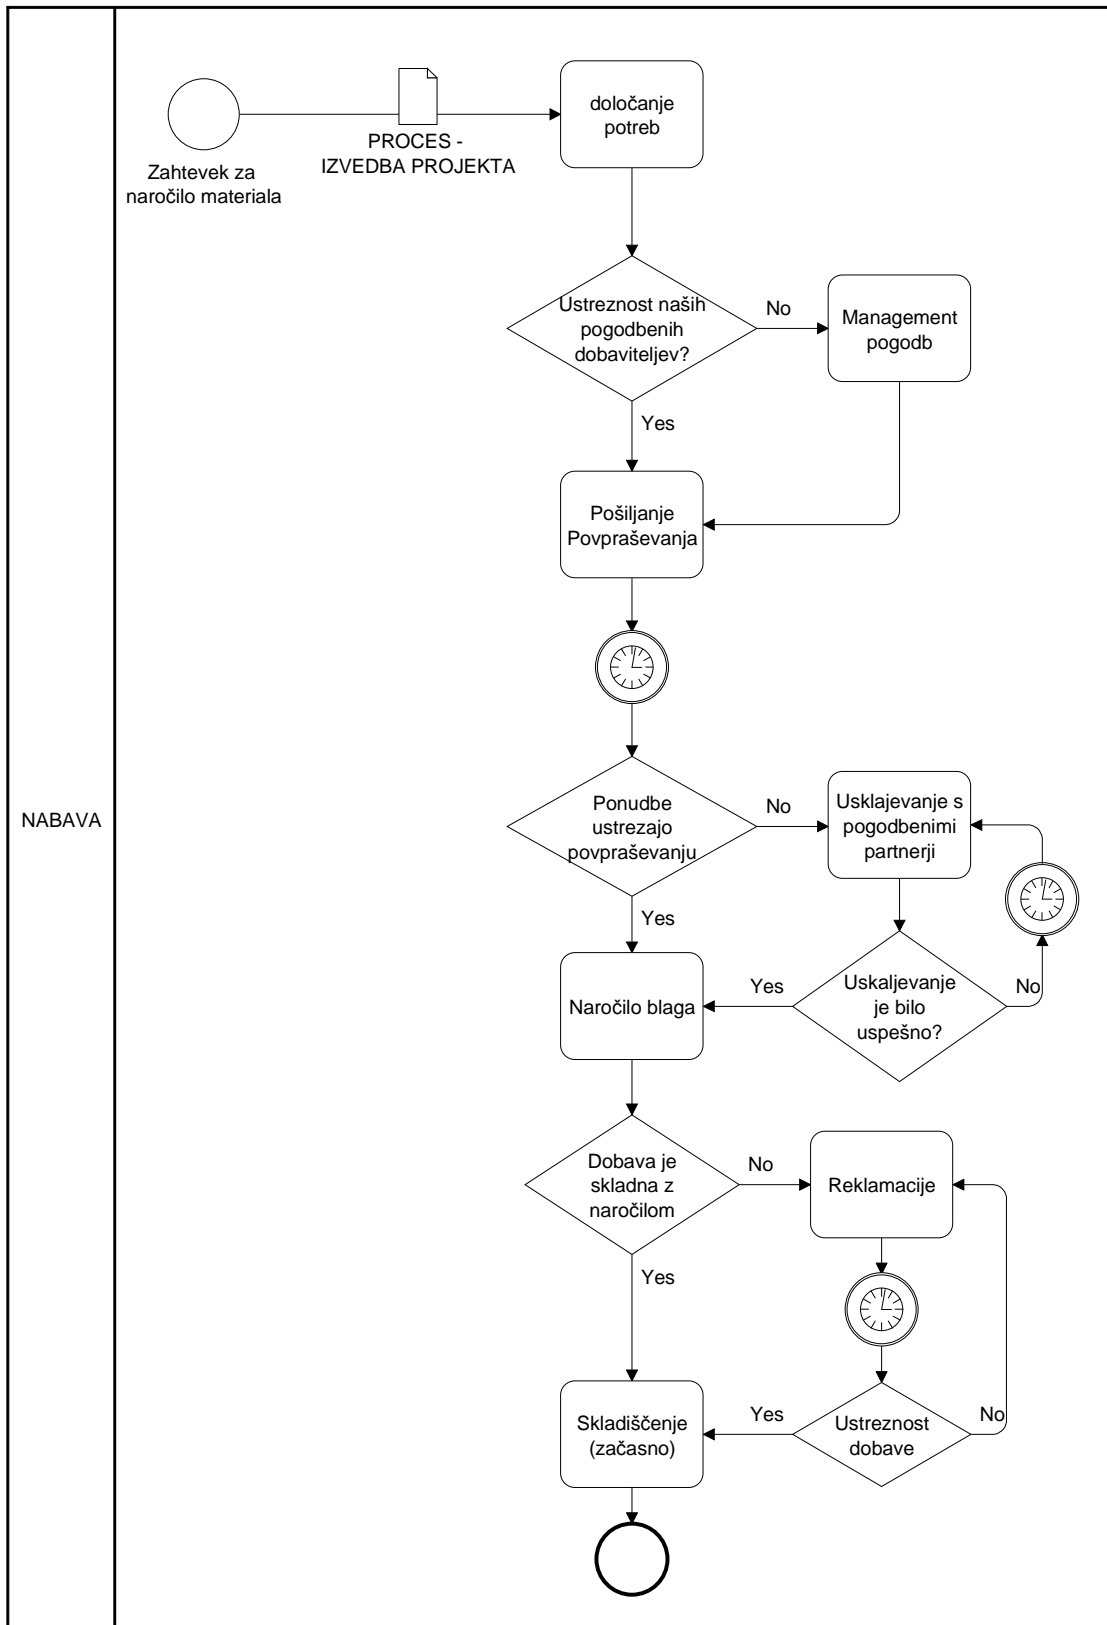 NABAVA
Zahtevek za
naročilo materiala
PROCES -
IZVEDBA PROJEKTA
določanje
potreb
Ustreznost naših
pogodbenih
dobaviteljev?
No
Management
pogodb
Yes
Pošiljanje
Povpraševanja
Ponudbe
ustrezajo
povpraševanju
No
Usklajevanje s
pogodbenimi
partnerji
Yes
Naročilo blaga
Yes
Uskaljevanje
je bilo
uspešno?
No
Dobava je
skladna z
naročilom
No
Reklamacije
Yes
Skladiščenje
(začasno)
Yes
Ustreznost
dobave
No